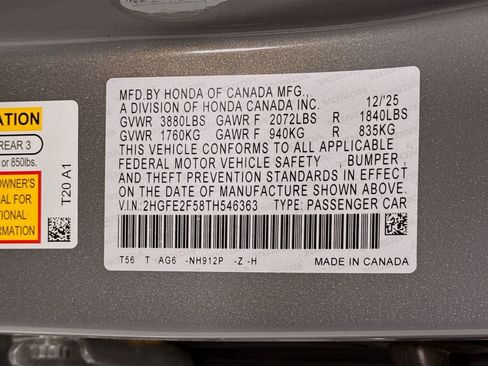 MFD.BY HONDA OF CANADA MFG.,
A DIVISION OF HONDA CANADA INC. 12/'25
GVWR 3880LBS GAWR F 2072LBS R 1840LBS
GVWR 1760KG GAWR F 940KG R 835KG
THIS VEHICLE CONFORMS TO ALL APPLICABLE
FEDERAL MOTOR VEHICLE SAFETY , BUMPER ,
AND THEFT PREVENTION STANDARDS IN EFFECT
ON THE DATE OF MANUFACTURE SHOWN ABOVE.
V.I.N: 2HGFE2F58TH546363 TYPE: PASSENGER CAR
T56 T AG6 -NH912P -Z -H MADE IN CANADA
ATION
REAR 3
or 850lbs.
OWNER'S
AL FOR
TIONAL
RMATION
T20 A1